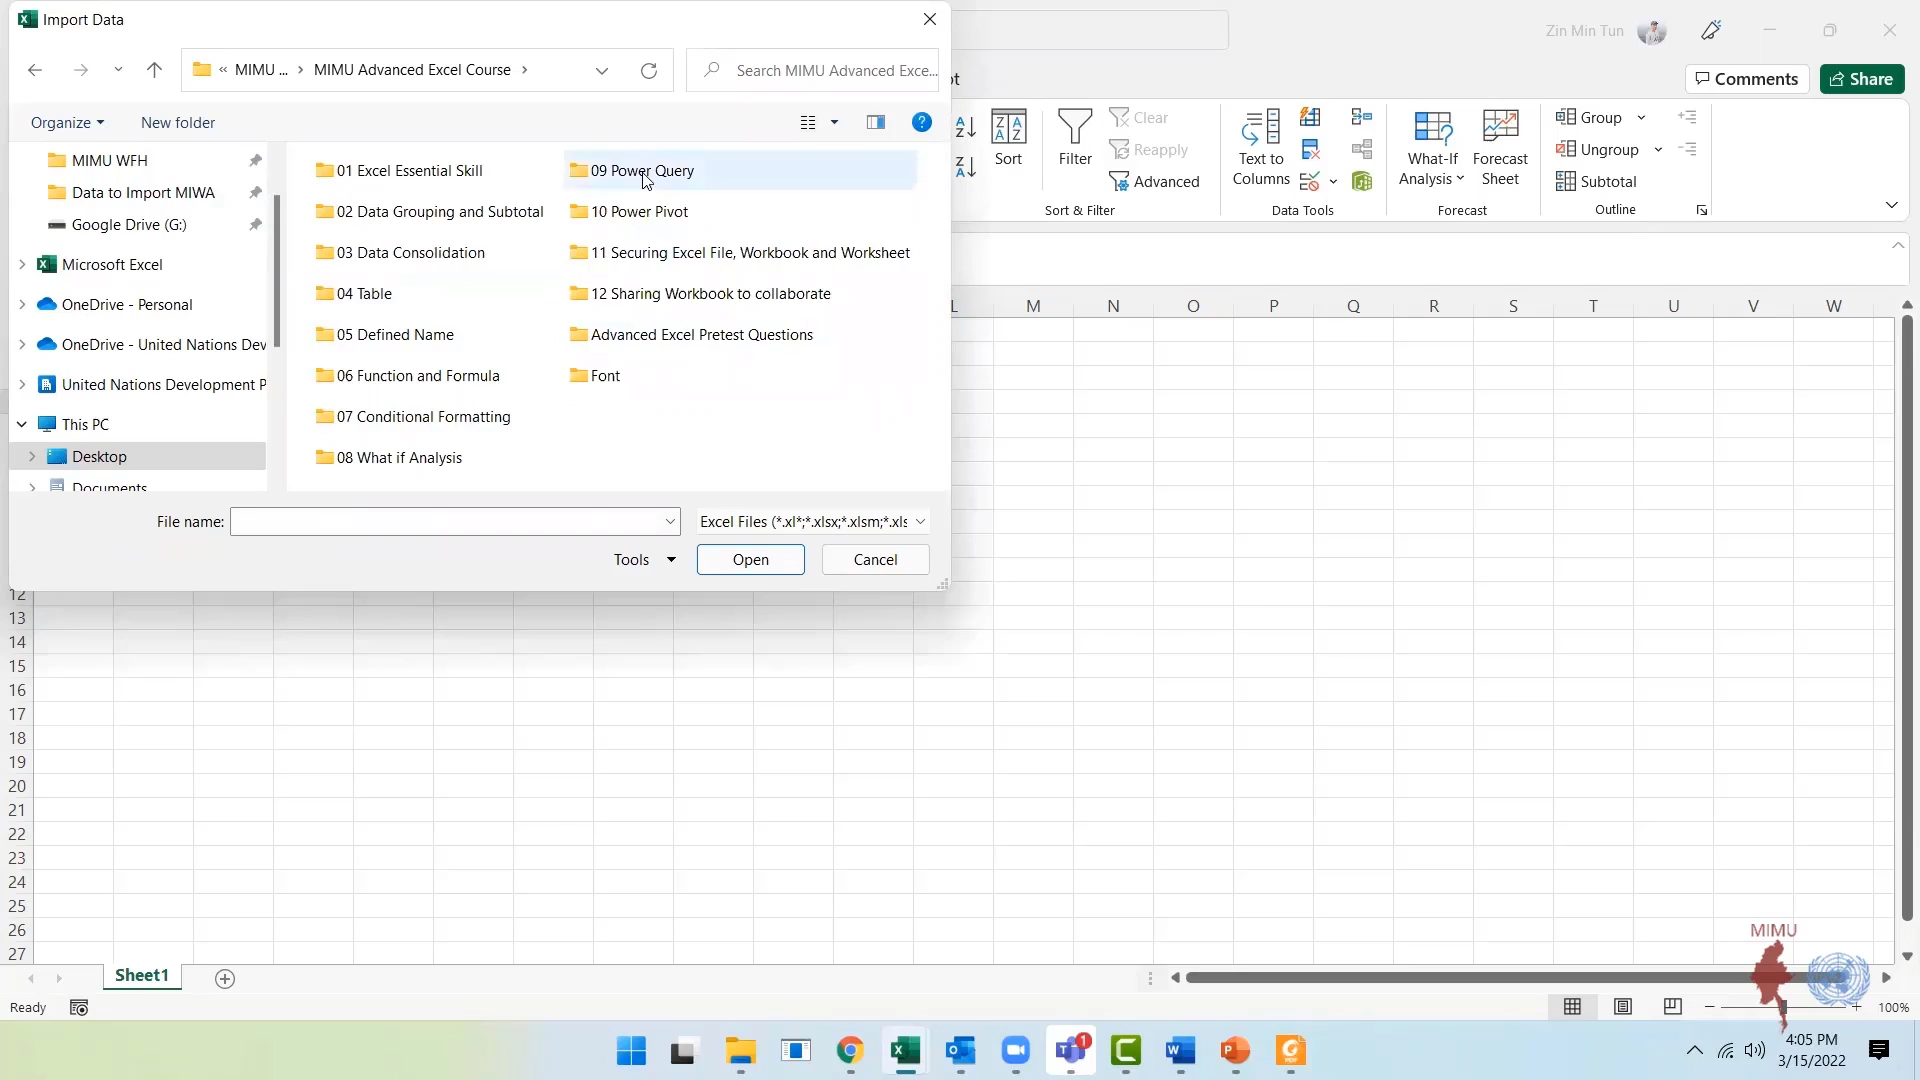 Import Data
Zin Min Tun
« MIMU ... › MIMU Advanced Excel Course ›
Search MIMU Advanced Exce...
Comments
Share
Organize
New folder
MIMU WFH
Data to Import MIWA
Google Drive (G:)
Microsoft Excel
OneDrive - Personal
OneDrive - United Nations Dev
United Nations Development P
This PC
Desktop
Documents
01 Excel Essential Skill
02 Data Grouping and Subtotal
03 Data Consolidation
04 Table
05 Defined Name
06 Function and Formula
07 Conditional Formatting
08 What if Analysis
09 Power Query
10 Power Pivot
11 Securing Excel File, Workbook and Worksheet
12 Sharing Workbook to collaborate
Advanced Excel Pretest Questions
Font
File name:
Excel Files (*.xl*;*.xlsx;*.xlsm;*.xls
Tools
Open
Cancel
Sort
Filter
Clear
Reapply
Advanced
Sort & Filter
Text to Columns
Data Tools
What-If Analysis
Forecast Sheet
Forecast
Group
Ungroup
Subtotal
Outline
L M N O P Q R S T U V W
12
13
14
15
16
17
18
19
20
21
22
23
24
25
26
27
MIMU
Sheet1
Ready
100%
1
4:05 PM
3/15/2022